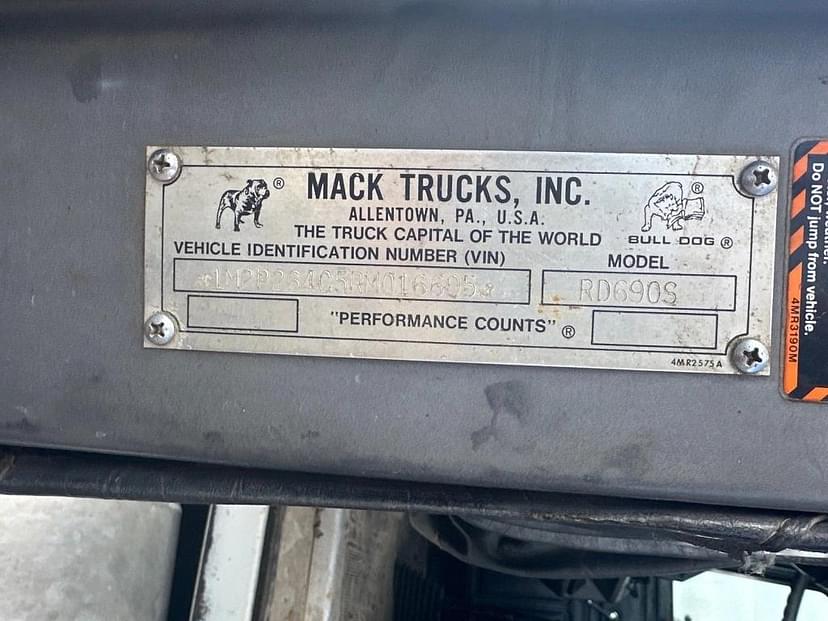 MACK TRUCKS, INC.
ALLENTOWN, PA., U.S.A.
THE TRUCK CAPITAL OF THE WORLD
BULL DOG ®
VEHICLE IDENTIFICATION NUMBER (VIN)
MODEL
RD690S
"PERFORMANCE COUNTS" ®
4MR2575A
Do NOT jump from vehicle.
4MR3190M